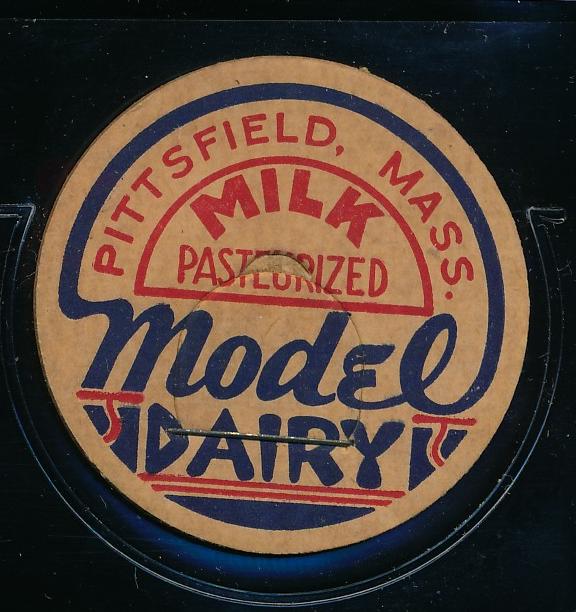 PITTSFIELD, MASS.
MILK
PASTEURIZED
Model
DAIRY